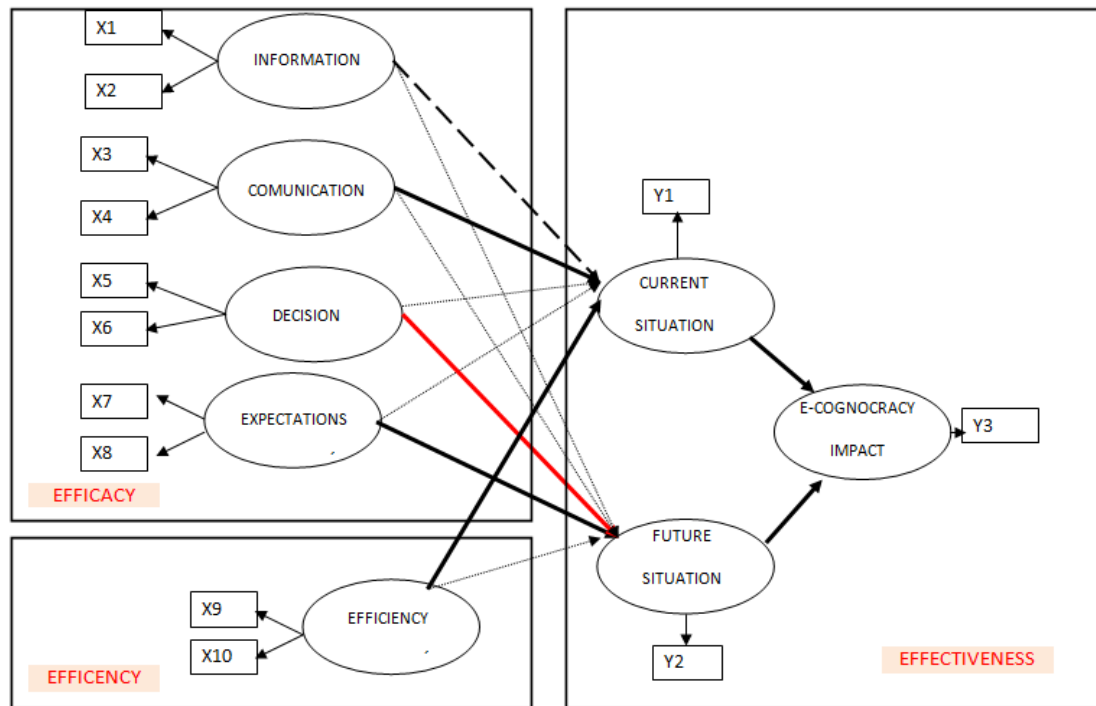 X1
INFORMATION
X2
X3
COMUNICATION
X4
X5
DECISION
X6
X7
EXPECTATIONS
X8
EFFICACY
X9
EFFICIENCY
X10
EFFICENCY
Y1
CURRENT
SITUATION
E-COGNOCRACY
IMPACT
Y3
FUTURE
SITUATION
Y2
EFFECTIVENESS